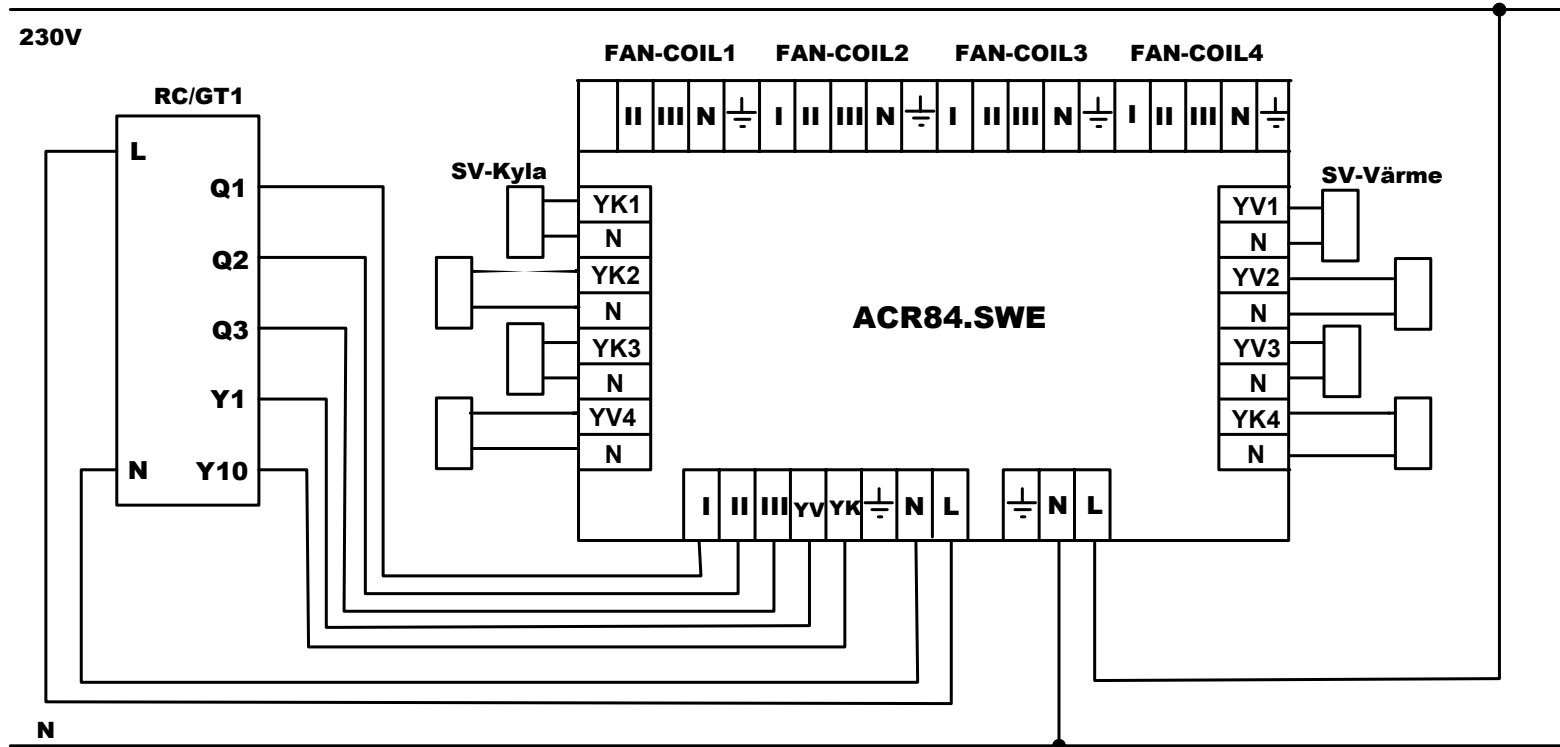 230V
FAN-COIL1 FAN-COIL2 FAN-COIL3 FAN-COIL4
II III N I II III N I II III N I II III N
RC/GT1
L
Q1
Q2
Q3
Y1
N Y10
SV-Kyla
YK1
N
YK2
N
YK3
N
YV4
N
ACR84.SWE
SV-Värme
YV1
N
YV2
N
YV3
N
YK4
N
I II III YV YK N L N L
N